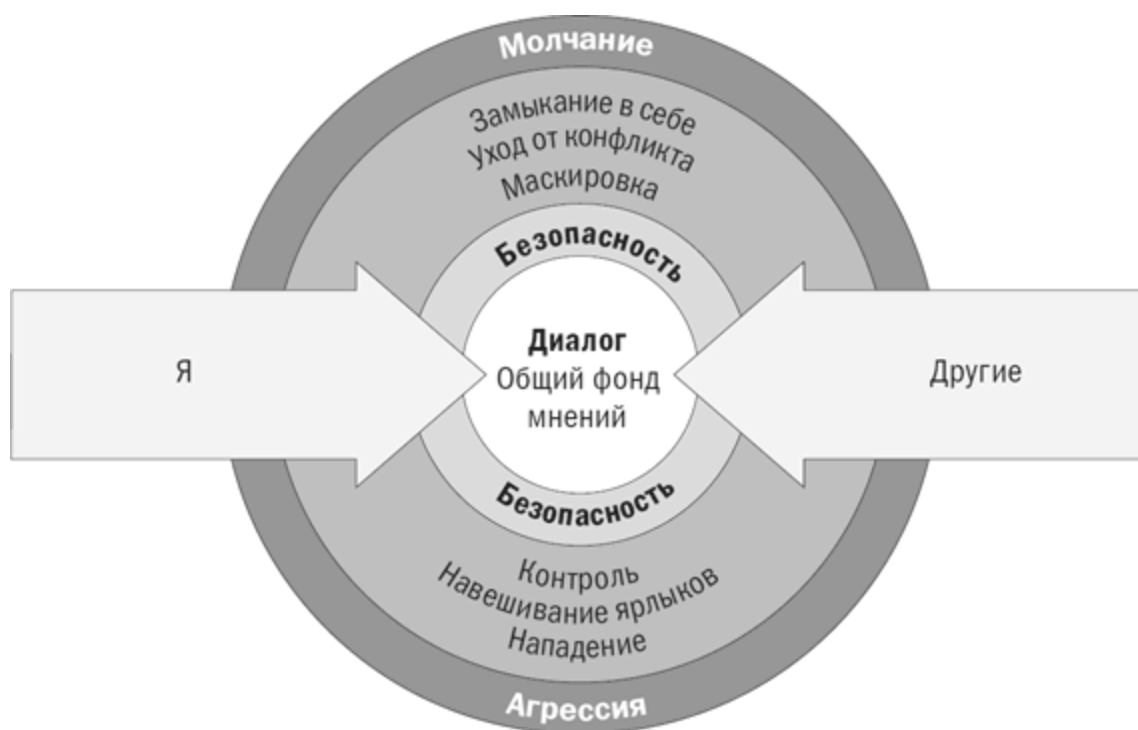 Молчание
Замыкание в себе
Уход от конфликта
Маскировка
Безопасность
Я
Диалог
Общий фонд
мнений
Другие
Безопасность
Контроль
Навешивание ярлыков
Нападение
Агрессия